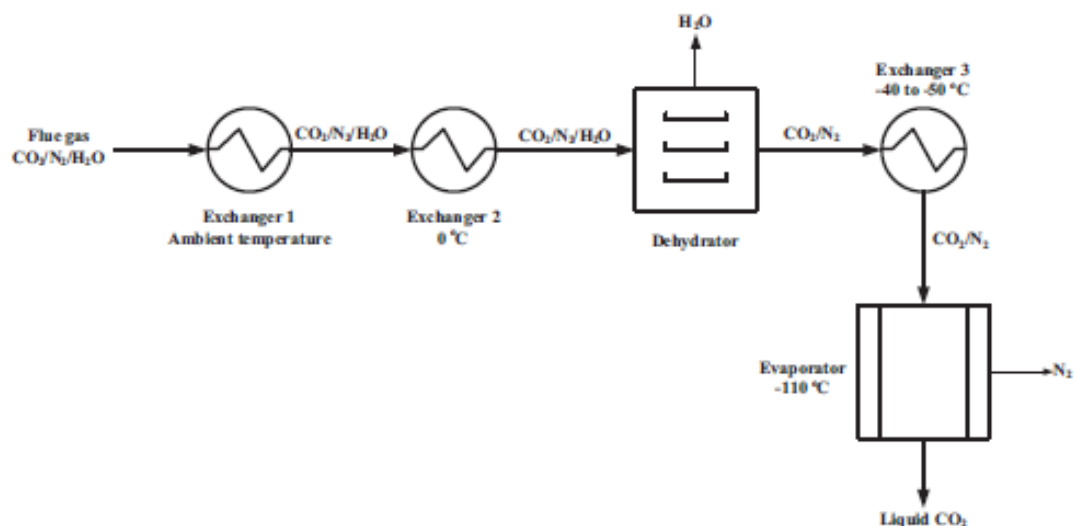 H₂O
Exchanger 3
-40 to -50 °C
Flue gas
CO₂/N₂/H₂O
CO₂/N₂/H₂O
CO₂/N₂/H₂O
CO₂/N₂
Exchanger 1
Ambient temperature
Exchanger 2
0 °C
Dehydrator
CO₂/N₂
Evaporator
-110 °C
N₂
Liquid CO₂